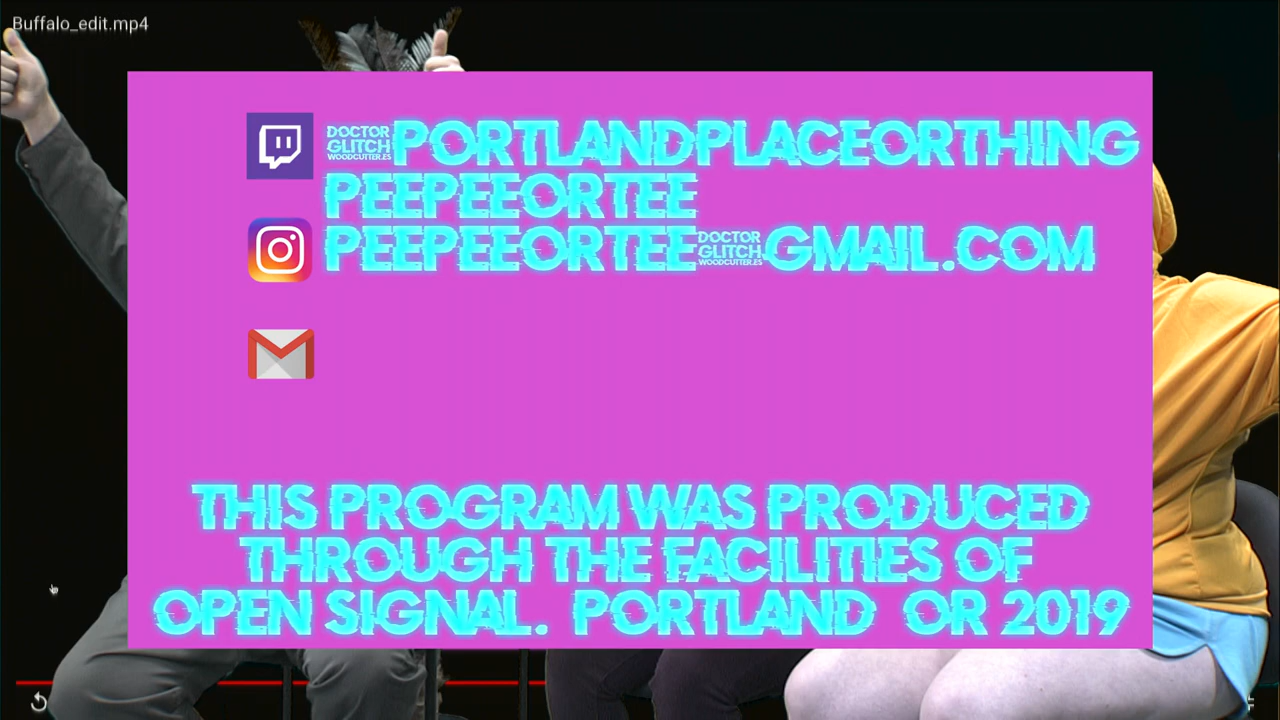 Buffalo_edit.mp4
DOCTOR GLITCH WOODCUTTER.ES PORTLANDPLACEORTHING
PEEPEEORTEE
PEEPEEORTEE DOCTOR GLITCH WOODCUTTER.ES GMAIL.COM
THIS PROGRAM WAS PRODUCED
THROUGH THE FACILITIES OF
OPEN SIGNAL. PORTLAND OR 2019